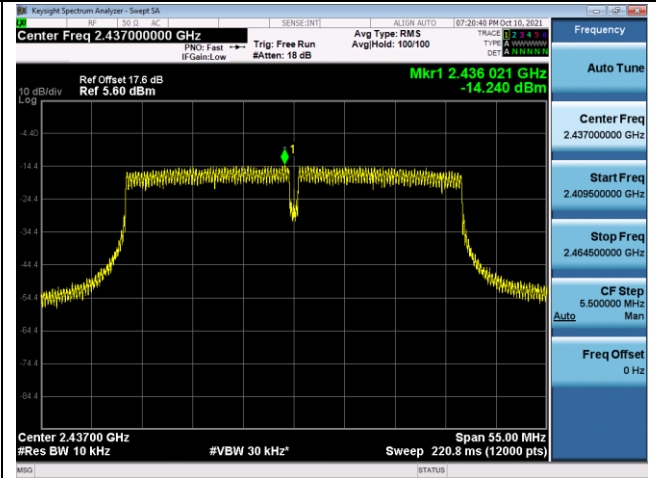 Keysight Spectrum Analyzer - Swept SA
RF 50 Ω AC SENSE:INT ALIGN AUTO 07:20:40 PM Oct 10, 2021
Center Freq 2.437000000 GHz
PNO: Fast
IFGain:Low
Trig: Free Run
#Atten: 18 dB
Avg Type: RMS
Avg|Hold: 100/100
TRACE 1 2 3 4 5 6
TYPE A WWWWW
DET A NNNNN
Frequency
Ref Offset 17.6 dB
10 dB/div Ref 5.60 dBm
Log
Mkr1 2.436 021 GHz
-14.240 dBm
Auto Tune
Center Freq
2.437000000 GHz
Start Freq
2.409500000 GHz
Stop Freq
2.464500000 GHz
CF Step
5.500000 MHz
Auto Man
Freq Offset
0 Hz
1
-4.40
-14.4
-24.4
-34.4
-44.4
-54.4
-64.4
-74.4
-84.4
Center 2.43700 GHz Span 55.00 MHz
#Res BW 10 kHz #VBW 30 kHz* Sweep 220.8 ms (12000 pts)
MSG STATUS